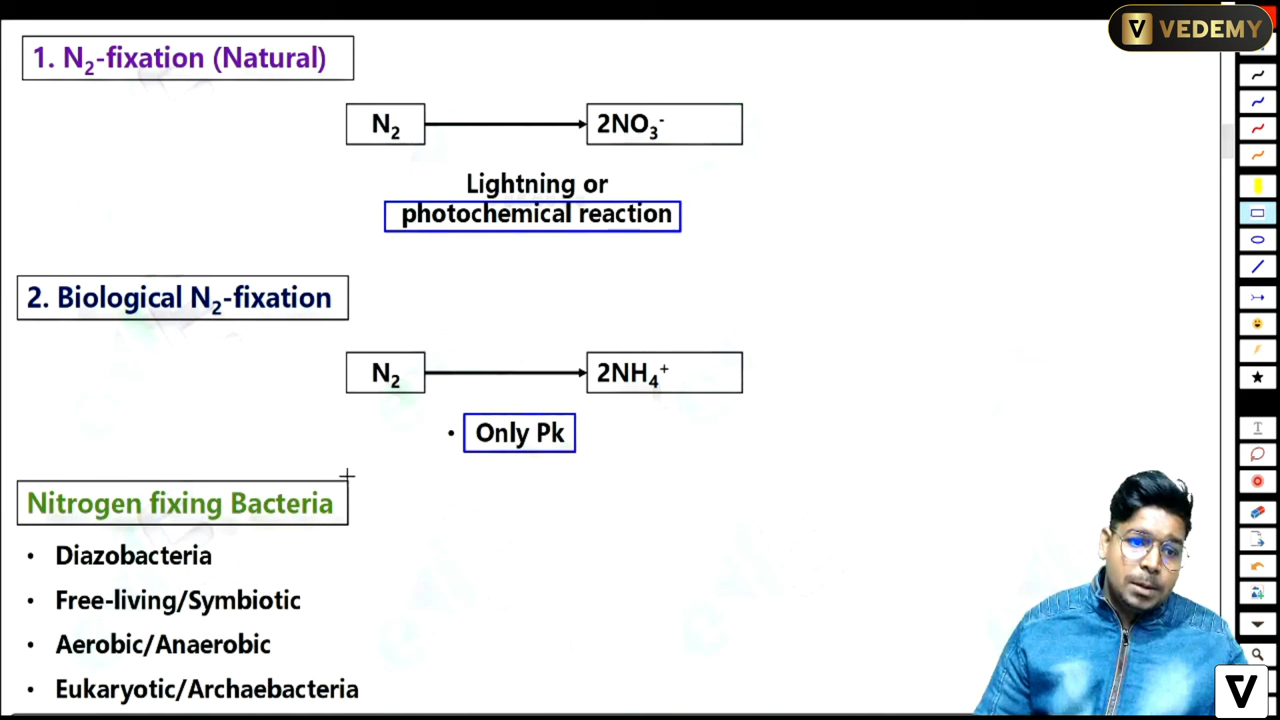 VEDEMY
1. N₂-fixation (Natural)
N₂
2NO₃⁻
Lightning or
photochemical reaction
2. Biological N₂-fixation
N₂
2NH₄⁺
• Only Pk
Nitrogen fixing Bacteria
• Diazobacteria
• Free-living/Symbiotic
• Aerobic/Anaerobic
• Eukaryotic/Archaebacteria